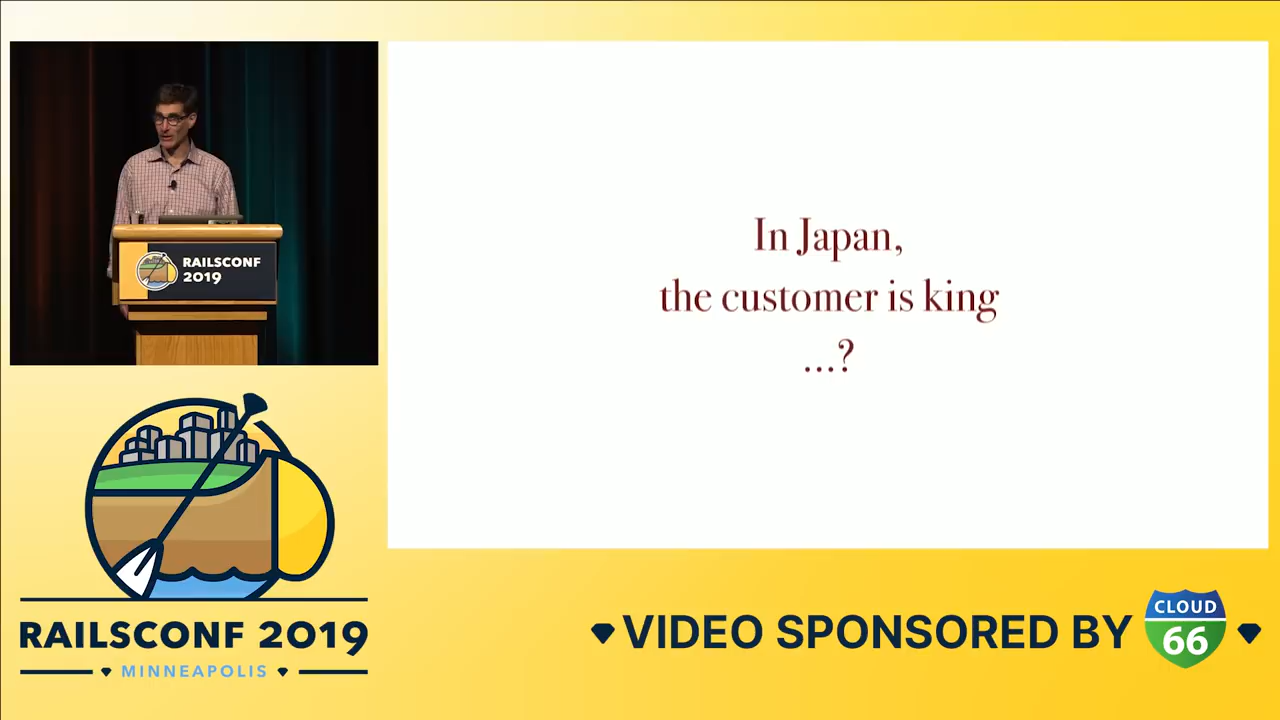 RAILSCONF
2019
In Japan,
the customer is king
...?
RAILSCONF 2019
MINNEAPOLIS
VIDEO SPONSORED BY
CLOUD
66